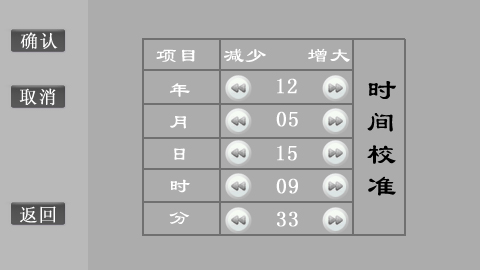 确认
取消
返回
项目 减少 增大
年 12
月 05
日 15
时 09
分 33
时间校准